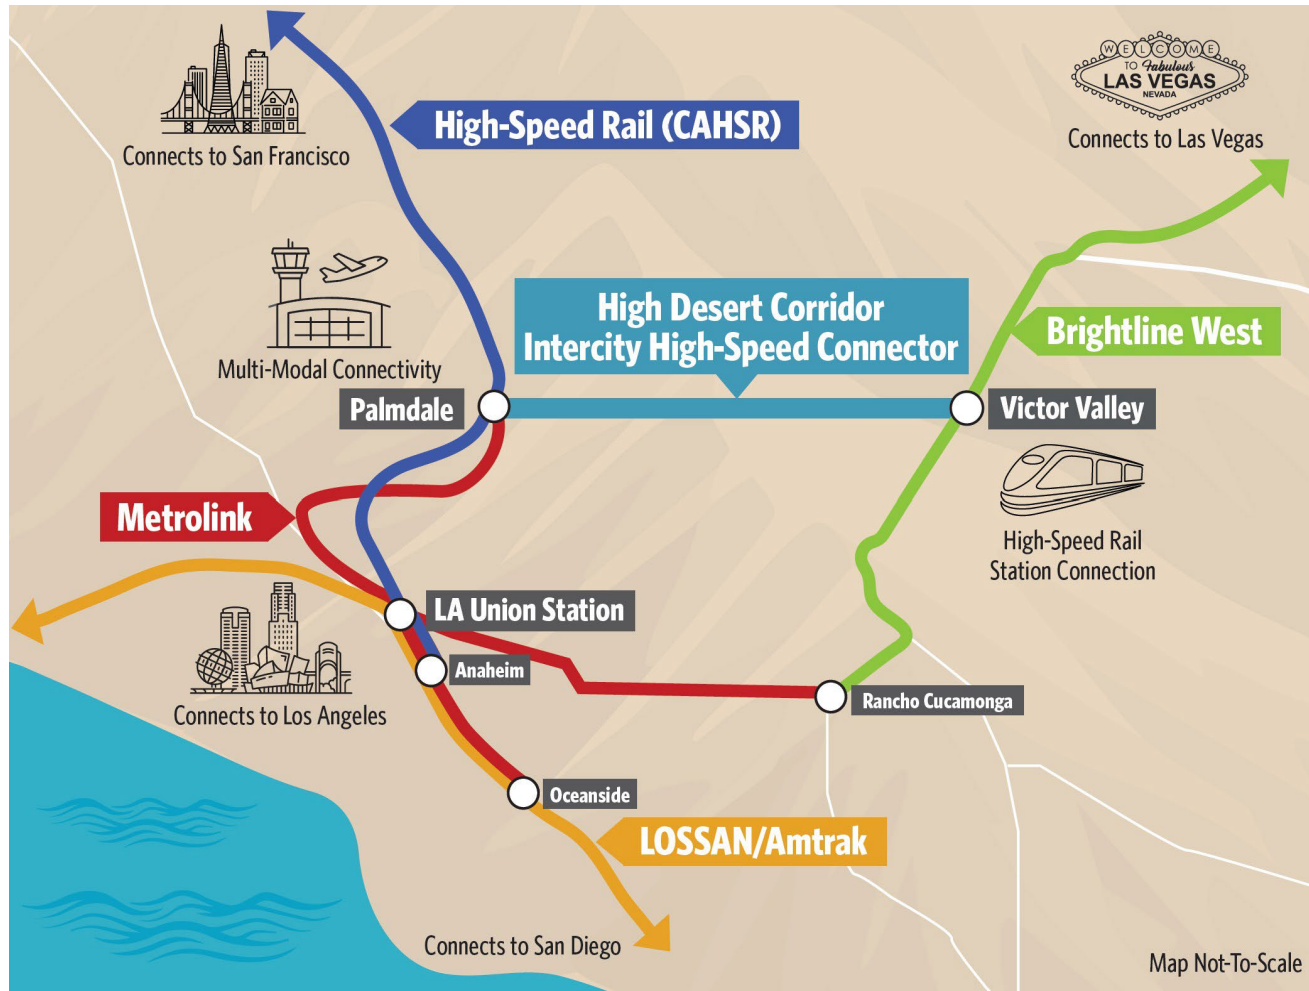 WELCOME
TO Fabulous
LAS VEGAS
NEVADA
Connects to Las Vegas
High-Speed Rail (CAHSR)
Connects to San Francisco
Multi-Modal Connectivity
High Desert Corridor
Intercity High-Speed Connector
Brightline West
Palmdale
Victor Valley
Metrolink
High-Speed Rail
Station Connection
LA Union Station
Anaheim
Connects to Los Angeles
Rancho Cucamonga
Oceanside
LOSSAN/Amtrak
Connects to San Diego
Map Not-To-Scale